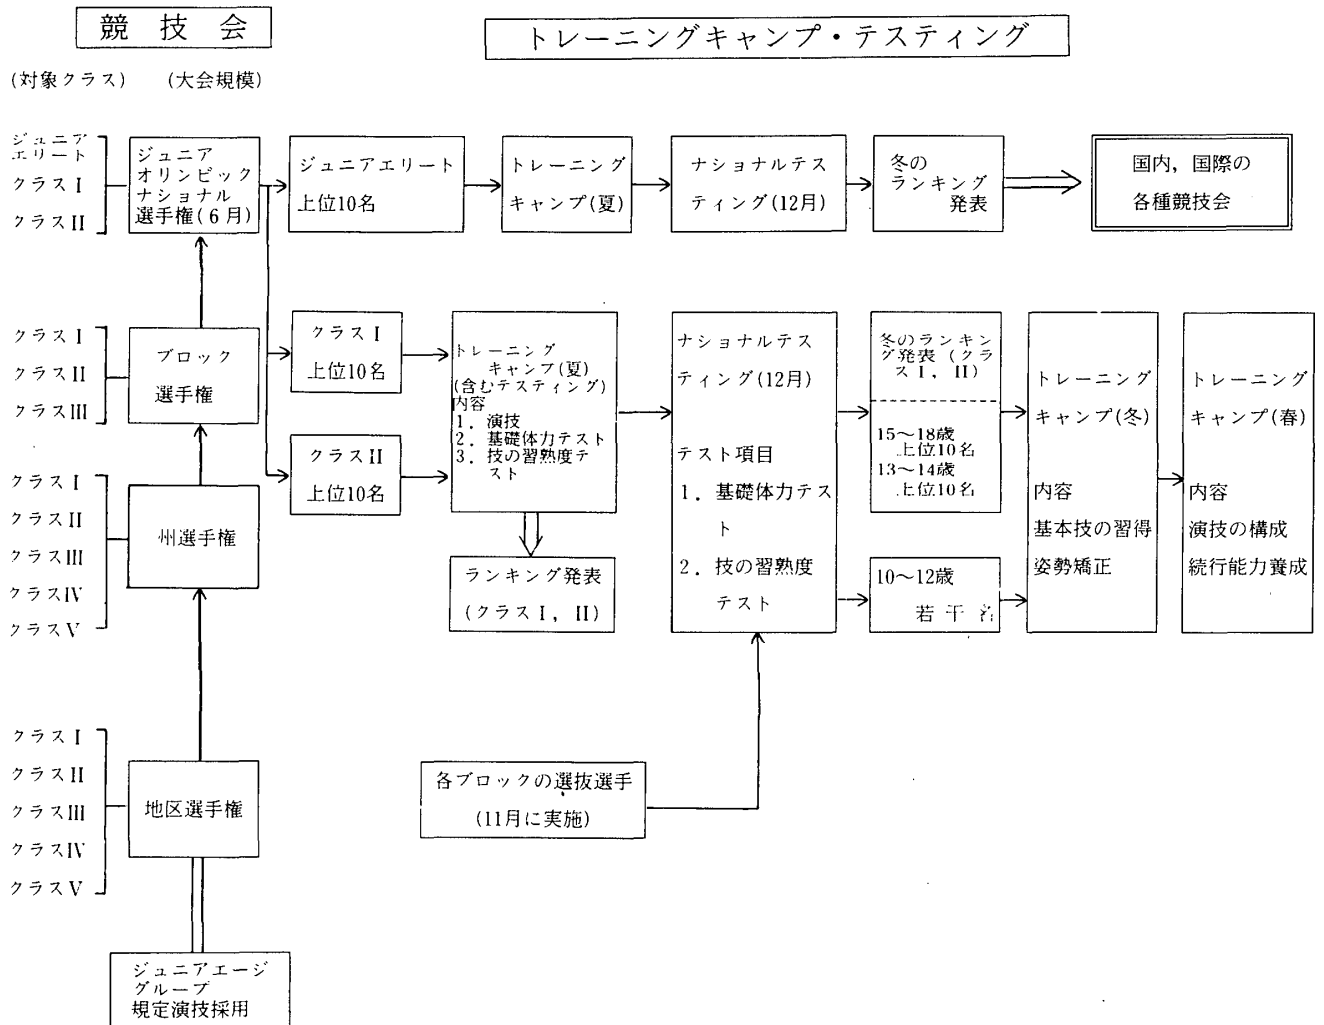 競技会
トレーニングキャンプ・テスティング
(対象クラス) (大会規模)
ジュニア
エリート
クラスI
クラスII
ジュニア
オリンピック
ナショナル
選手権(6月)
ジュニアエリート
上位10名
トレーニング
キャンプ(夏)
ナショナルテス
ティング(12月)
冬の
ランキング
発表
国内,国際の
各種競技会
クラスI
クラスII
クラスIII
ブロック
選手権
クラスI
上位10名
クラスII
上位10名
トレーニング
キャンプ(夏)
(含むテスティング)
内容
1.演技
2.基礎体力テスト
3.技の習熟度テ
スト
ランキング発表
(クラスI,II)
ナショナルテス
ティング(12月)
テスト項目
1.基礎体力テス
ト
2.技の習熟度
テスト
冬のランキン
グ発表(クラ
スI,II)
15〜18歳
上位10名
13〜14歳
上位10名
10〜12歳
若干名
トレーニング
キャンプ(冬)
内容
基本技の習得
姿勢矯正
トレーニング
キャンプ(春)
内容
演技の構成
続行能力養成
クラスI
クラスII
クラスIII
クラスIV
クラスV
州選手権
クラスI
クラスII
クラスIII
クラスIV
クラスV
地区選手権
各ブロックの選抜選手
(11月に実施)
ジュニアエージ
グループ
規定演技採用